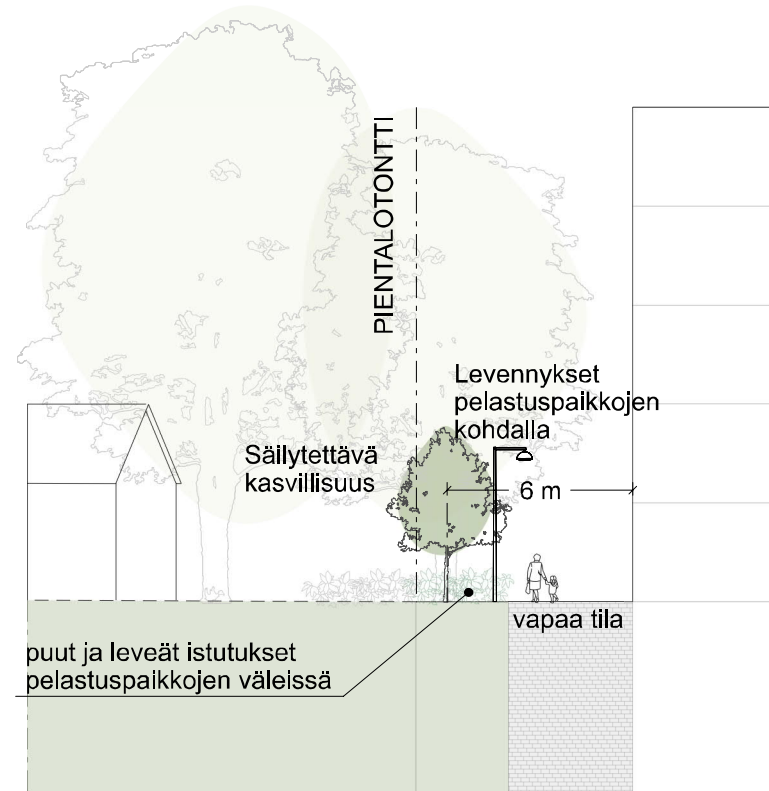 PIENTALOTONTTI
Levennykset
pelastuspaikkojen
kohdalla
Säilytettävä
kasvillisuus
6 m
vapaa tila
puut ja leveät istutukset
pelastuspaikkojen väleissä